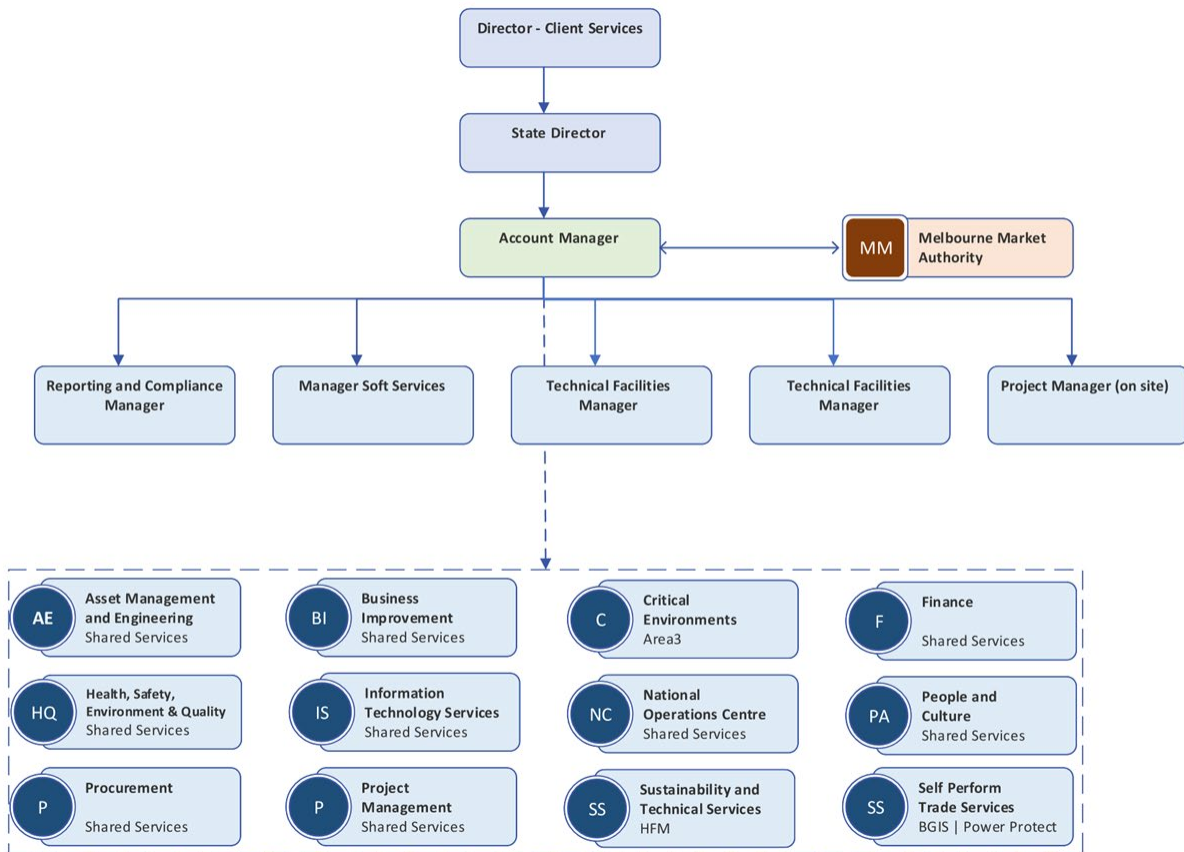 Director - Client Services
State Director
Account Manager
MM
Melbourne Market
Authority
Reporting and Compliance
Manager
Manager Soft Services
Technical Facilities
Manager
Technical Facilities
Manager
Project Manager (on site)
AE
Asset Management
and Engineering
Shared Services
BI
Business
Improvement
Shared Services
C
Critical
Environments
Area3
F
Finance
Shared Services
HQ
Health, Safety,
Environment & Quality
Shared Services
IS
Information
Technology Services
Shared Services
NC
National
Operations Centre
Shared Services
PA
People and
Culture
Shared Services
P
Procurement
Shared Services
P
Project
Management
Shared Services
SS
Sustainability and
Technical Services
HFM
SS
Self Perform
Trade Services
BGIS | Power Protect